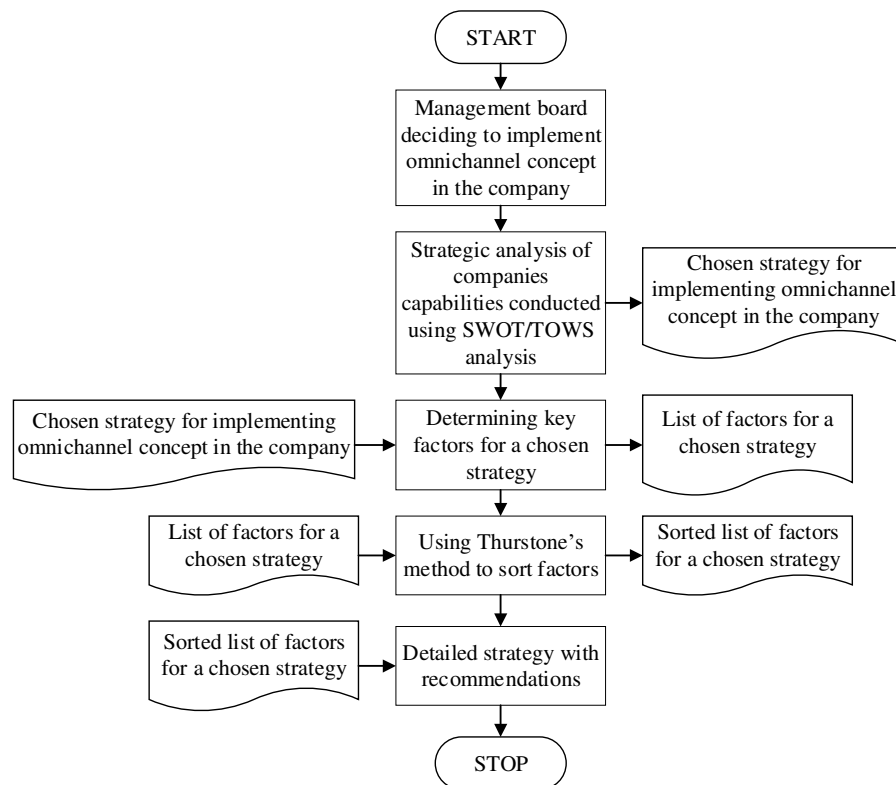 START
Management board
deciding to implement
omnichannel concept
in the company
Strategic analysis of
companies
capabilities conducted
using SWOT/TOWS
analysis
Chosen strategy for
implementing omnichannel
concept in the company
Chosen strategy for implementing
omnichannel concept in the company
Determining key
factors for a chosen
strategy
List of factors for a
chosen strategy
List of factors for a
chosen strategy
Using Thurstone’s
method to sort factors
Sorted list of factors
for a chosen strategy
Sorted list of factors
for a chosen strategy
Detailed strategy with
recommendations
STOP